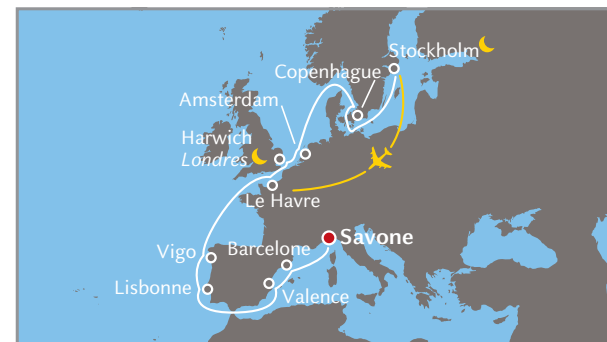 Stockholm
Copenhague
Amsterdam
Harwich
Londres
Le Havre
Savone
Vigo
Barcelone
Lisbonne
Valence